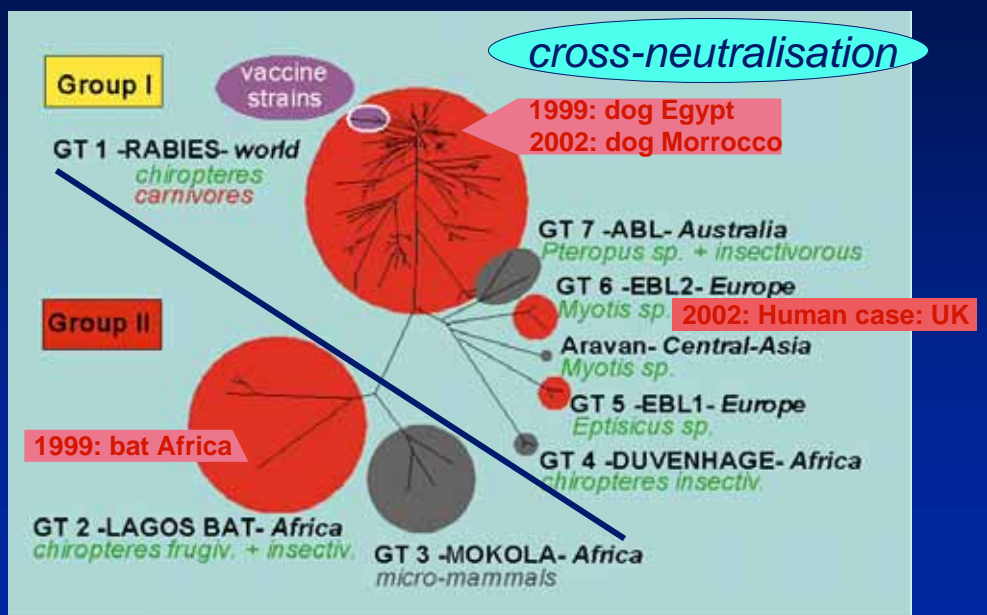 cross-neutralisation
Group I
vaccine
strains
1999: dog Egypt
2002: dog Morrocco
GT 1 -RABIES- world
chiropteres
carnivores
GT 7 -ABL- Australia
Pteropus sp. + insectivorous
GT 6 -EBL2- Europe
Myotis sp.
2002: Human case: UK
Group II
Aravan- Central-Asia
Myotis sp.
GT 5 -EBL1- Europe
Eptisicus sp.
1999: bat Africa
GT 4 -DUVENHAGE- Africa
chiropteres insectiv.
GT 2 -LAGOS BAT- Africa
chiropteres frugiv. + insectiv.
GT 3 -MOKOLA- Africa
micro-mammals